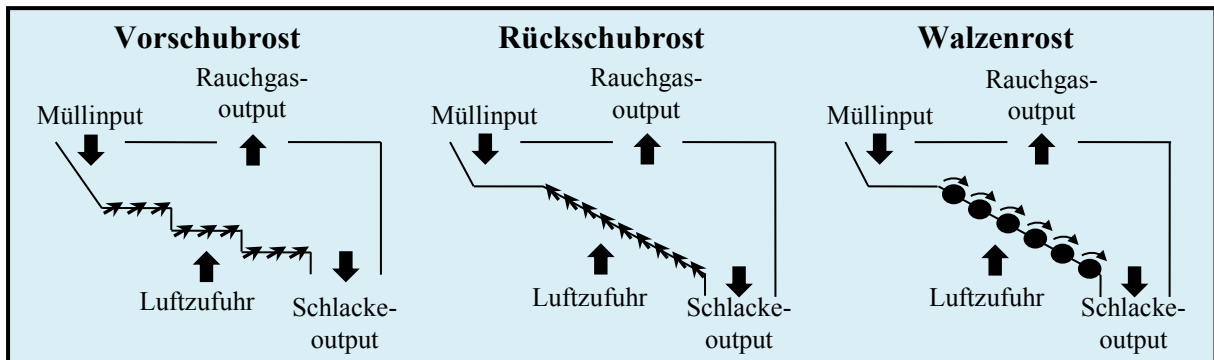 Vorschubrost
Rauchgas-
output
Müllinput
Luftzufuhr
Schlacke-
output
Rückschubrost
Rauchgas-
output
Müllinput
Luftzufuhr
Schlacke-
output
Walzenrost
Rauchgas-
output
Müllinput
Luftzufuhr
Schlacke-
output